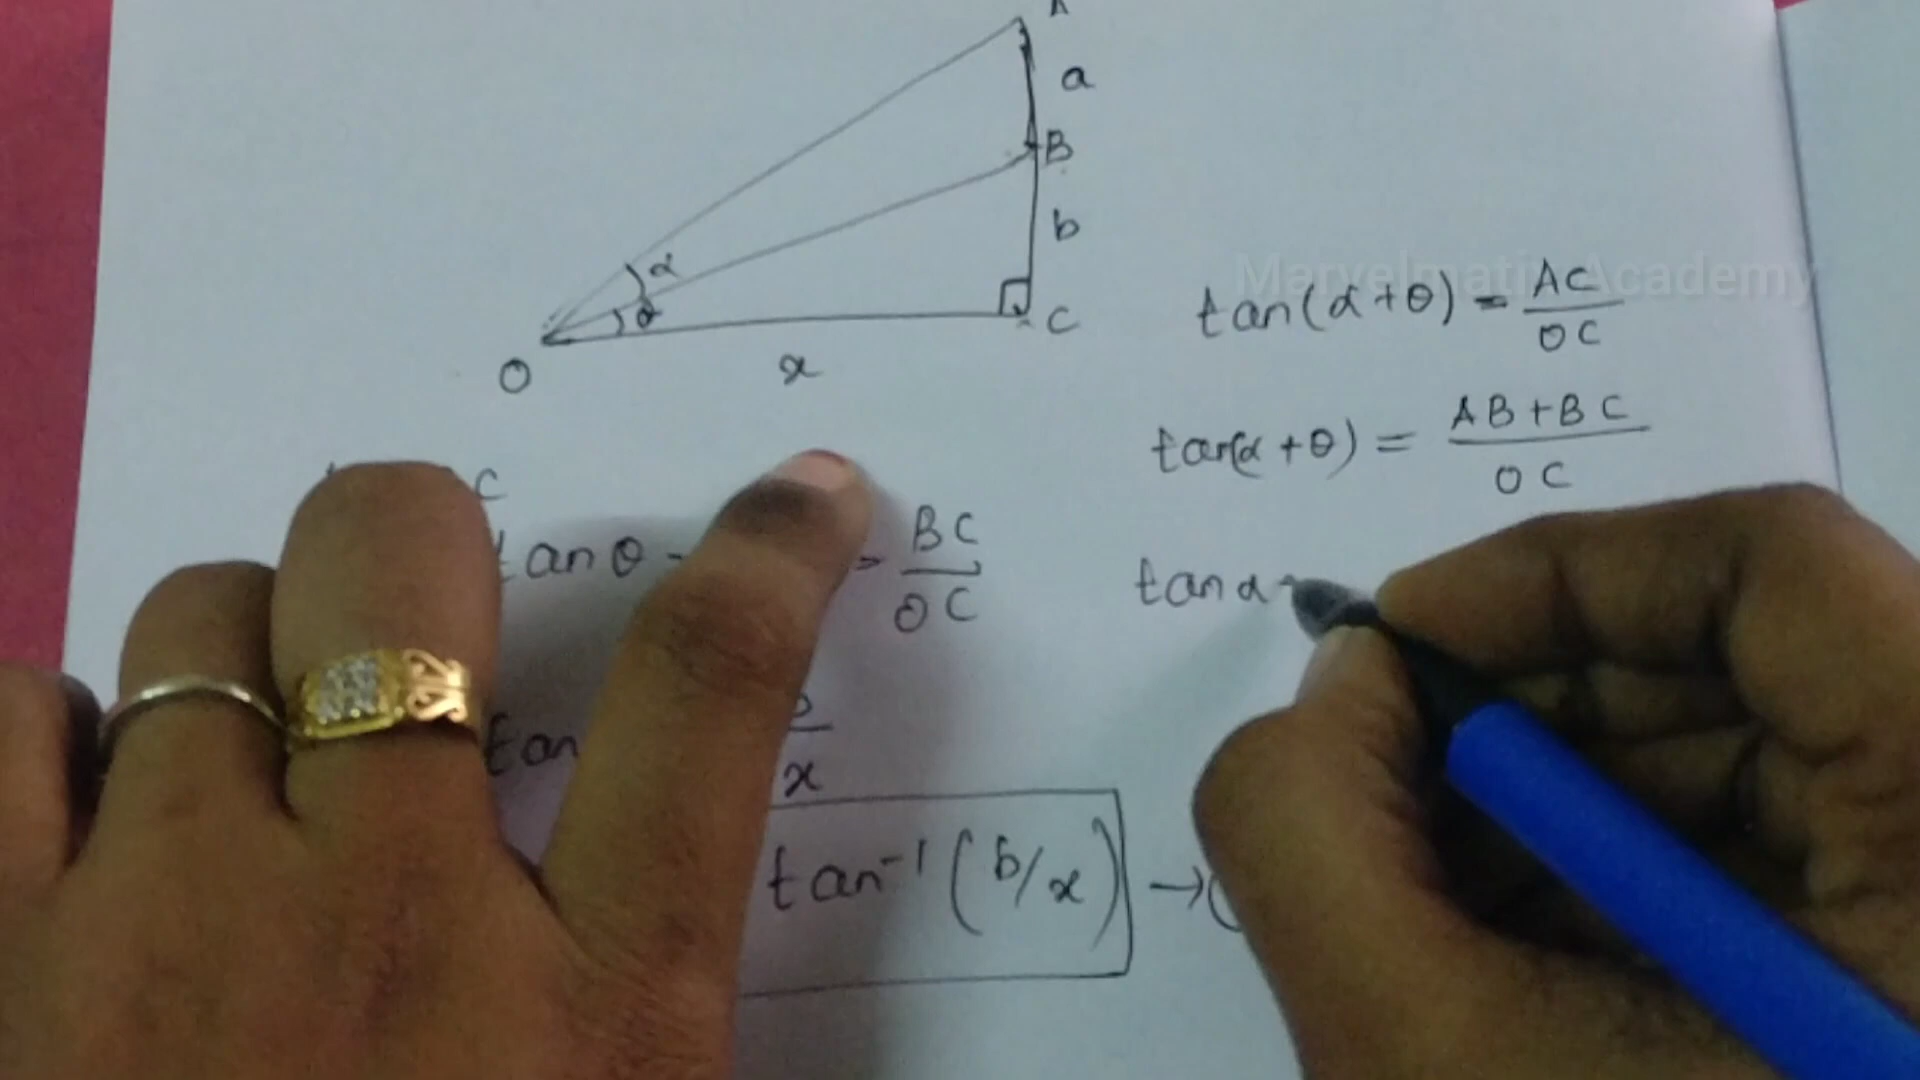 A
a
B
b
α
θ
C
O
x
Marvelmatic Academy
tan(α+θ) = AC/OC
tan(α+θ) = AB+BC/OC
C
tan θ = BC/OC
tan α
tan
x
tan⁻¹(b/x) →